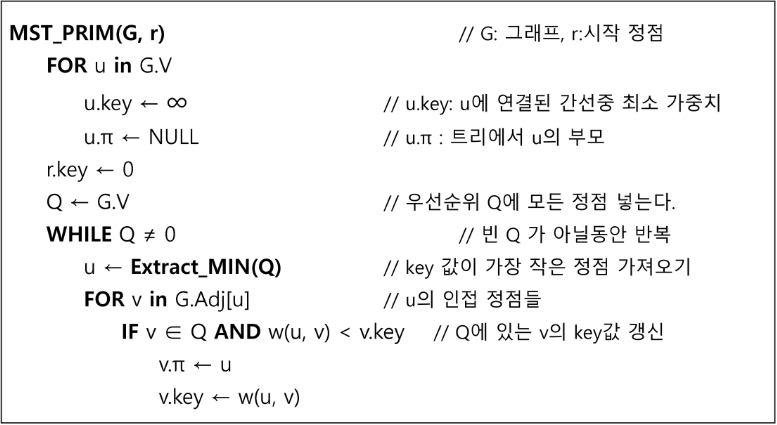 MST_PRIM(G, r) // G: 그래프, r:시작 정점
FOR u in G.V
u.key ← ∞ // u.key: u에 연결된 간선중 최소 가중치
u.π ← NULL // u.π : 트리에서 u의 부모
r.key ← 0
Q ← G.V // 우선순위 Q에 모든 정점 넣는다.
WHILE Q ≠ 0 // 빈 Q 가 아닐동안 반복
u ← Extract_MIN(Q) // key 값이 가장 작은 정점 가져오기
FOR v in G.Adj[u] // u의 인접 정점들
IF v ∈ Q AND w(u, v) < v.key // Q에 있는 v의 key값 갱신
v.π ← u
v.key ← w(u, v)